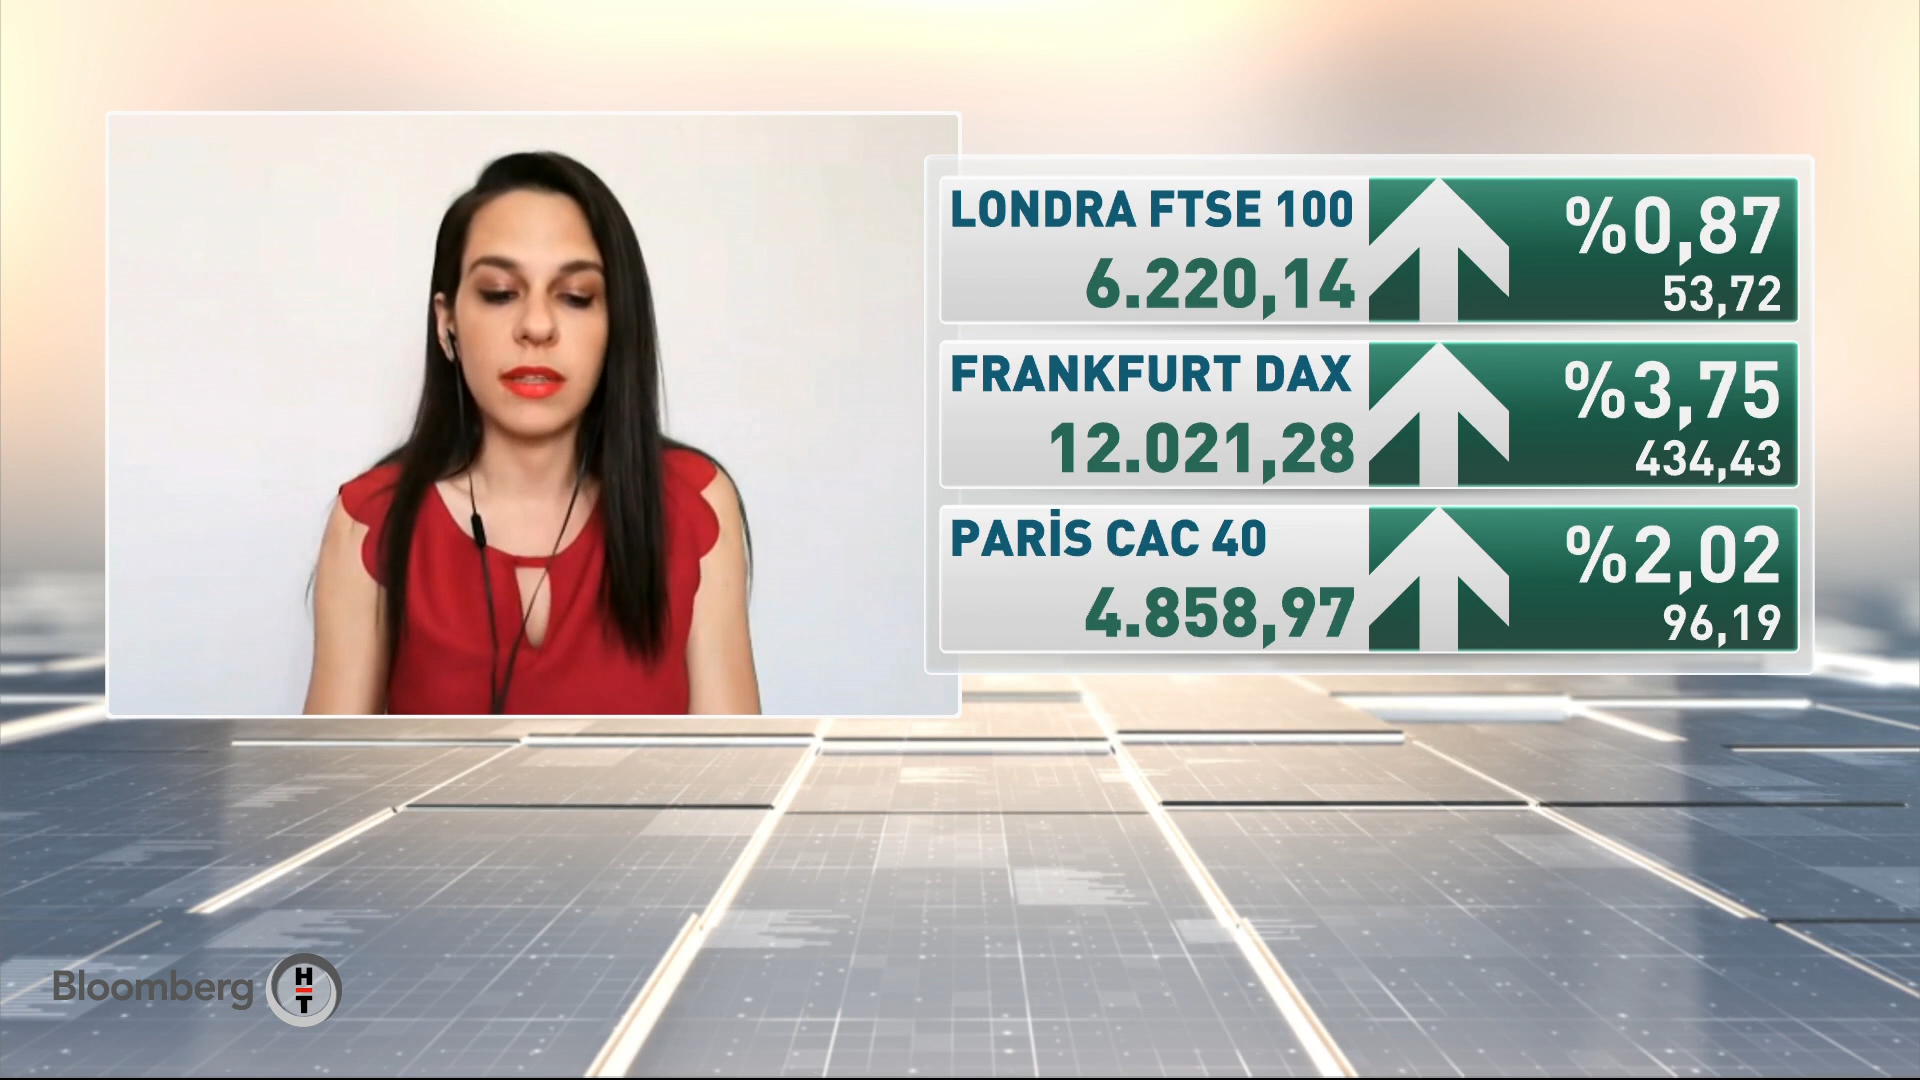 LONDRA FTSE 100
6.220,14
%0,87
53,72
FRANKFURT DAX
12.021,28
%3,75
434,43
PARİS CAC 40
4.858,97
%2,02
96,19
Bloomberg HT